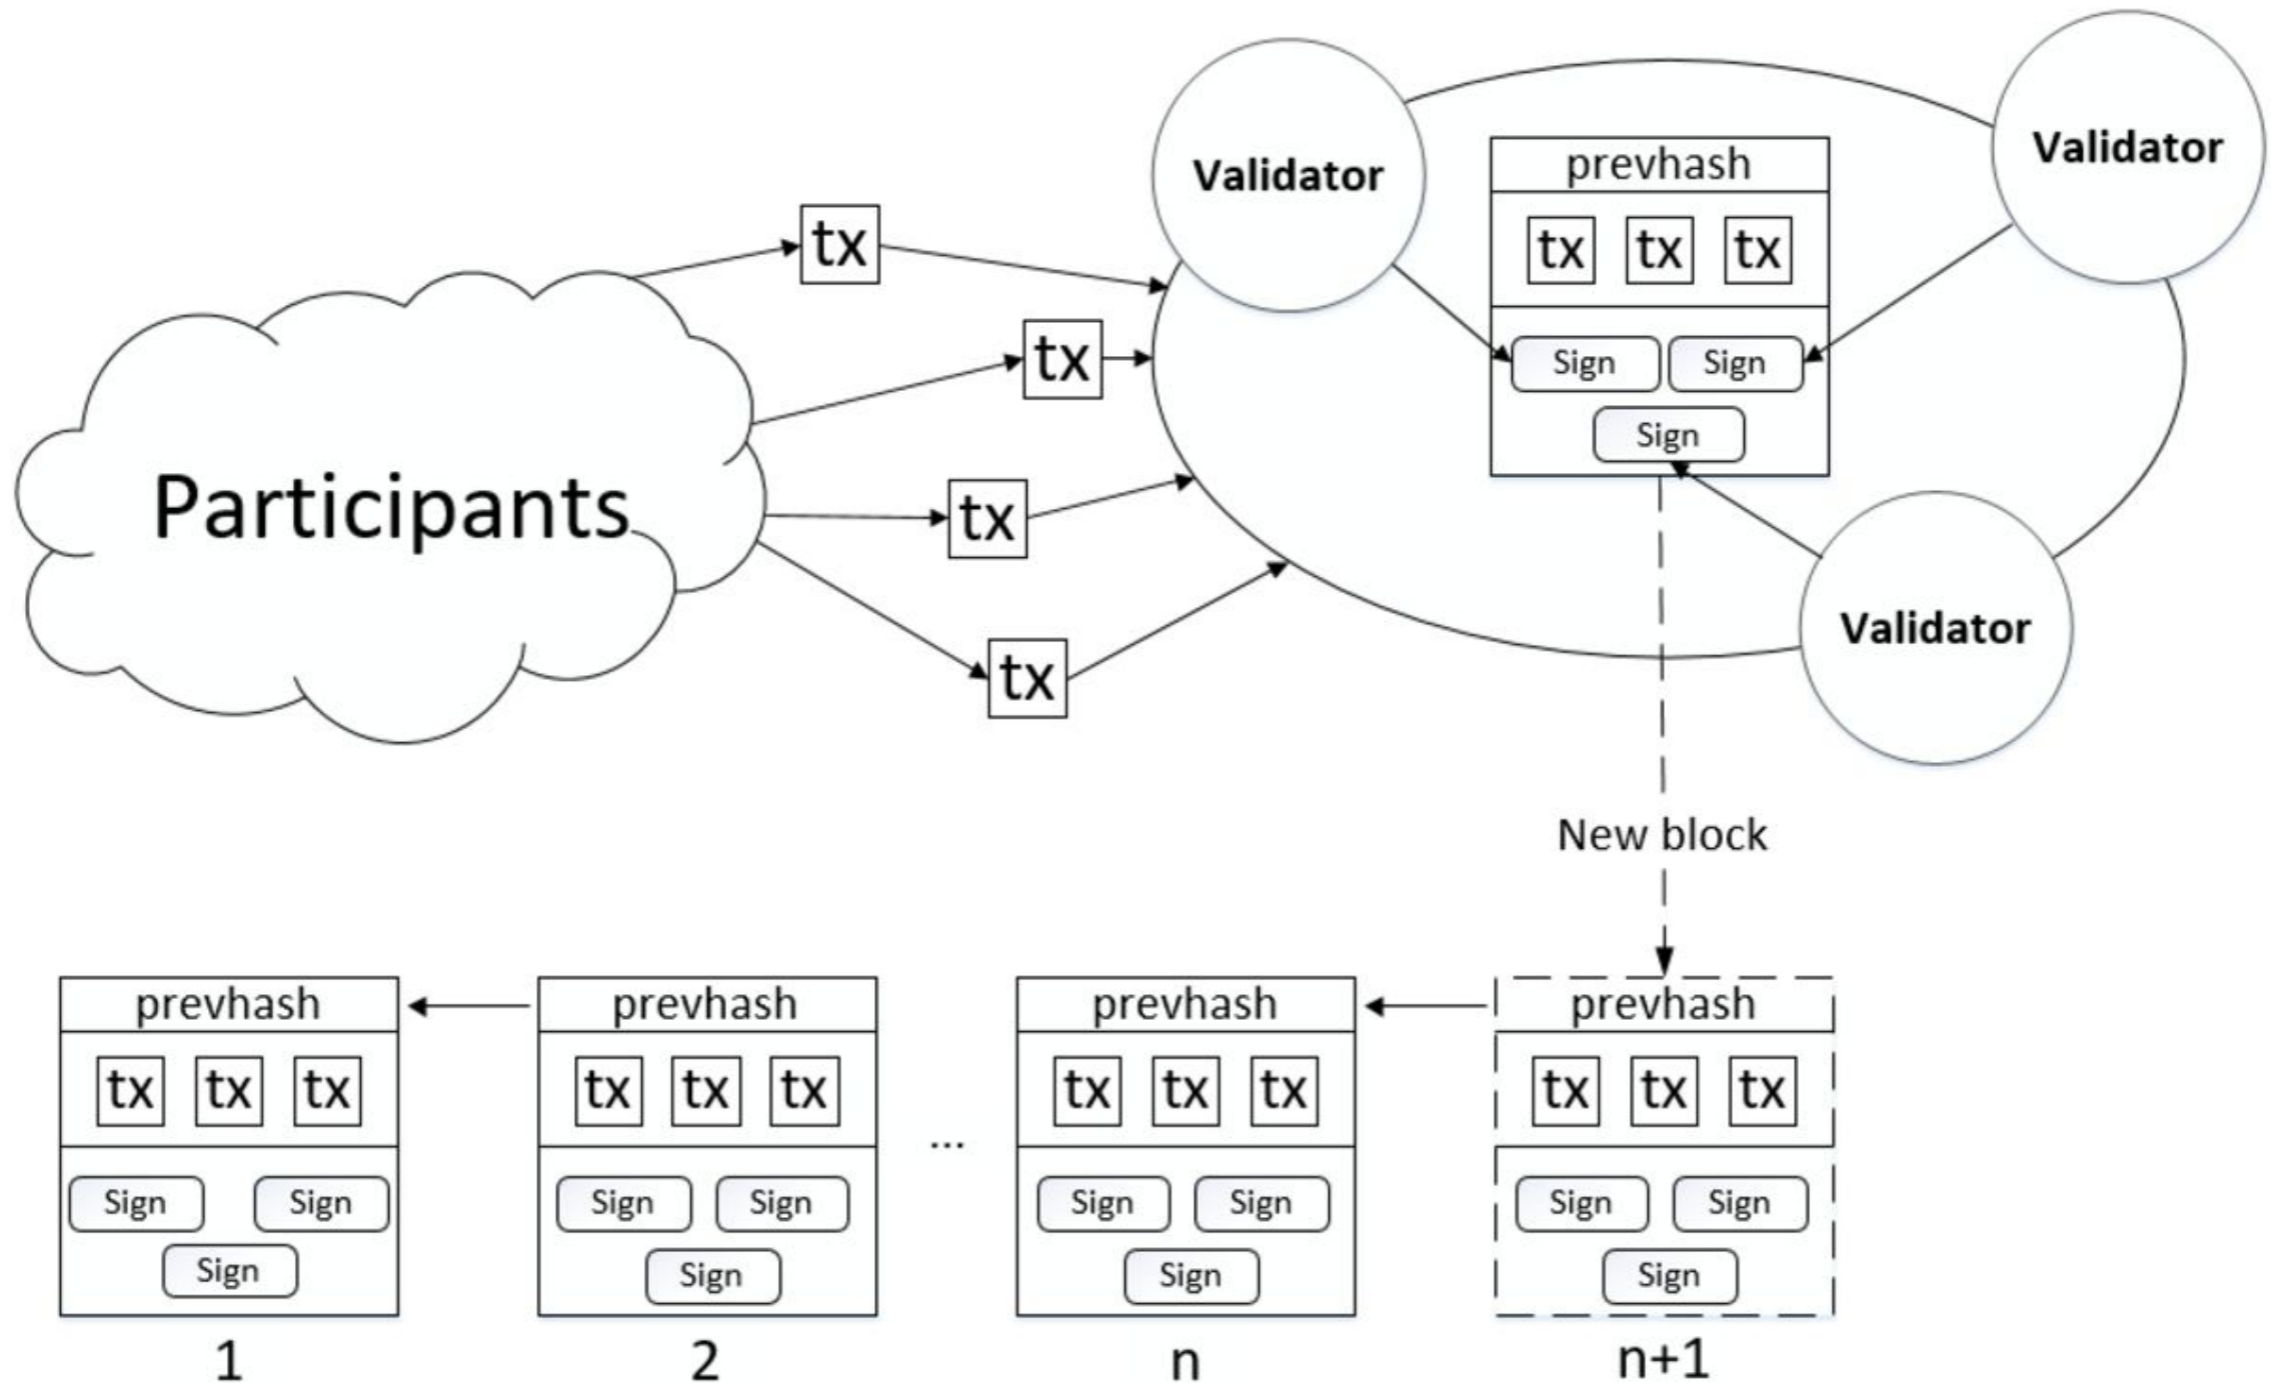 Validator
Validator
prevhash
tx tx tx
Sign Sign
Sign
tx
tx
tx
tx
Participants
Validator
New block
prevhash
tx tx tx
Sign Sign
Sign
1
prevhash
tx tx tx
Sign Sign
Sign
2
...
prevhash
tx tx tx
Sign Sign
Sign
n
prevhash
tx tx tx
Sign Sign
Sign
n+1